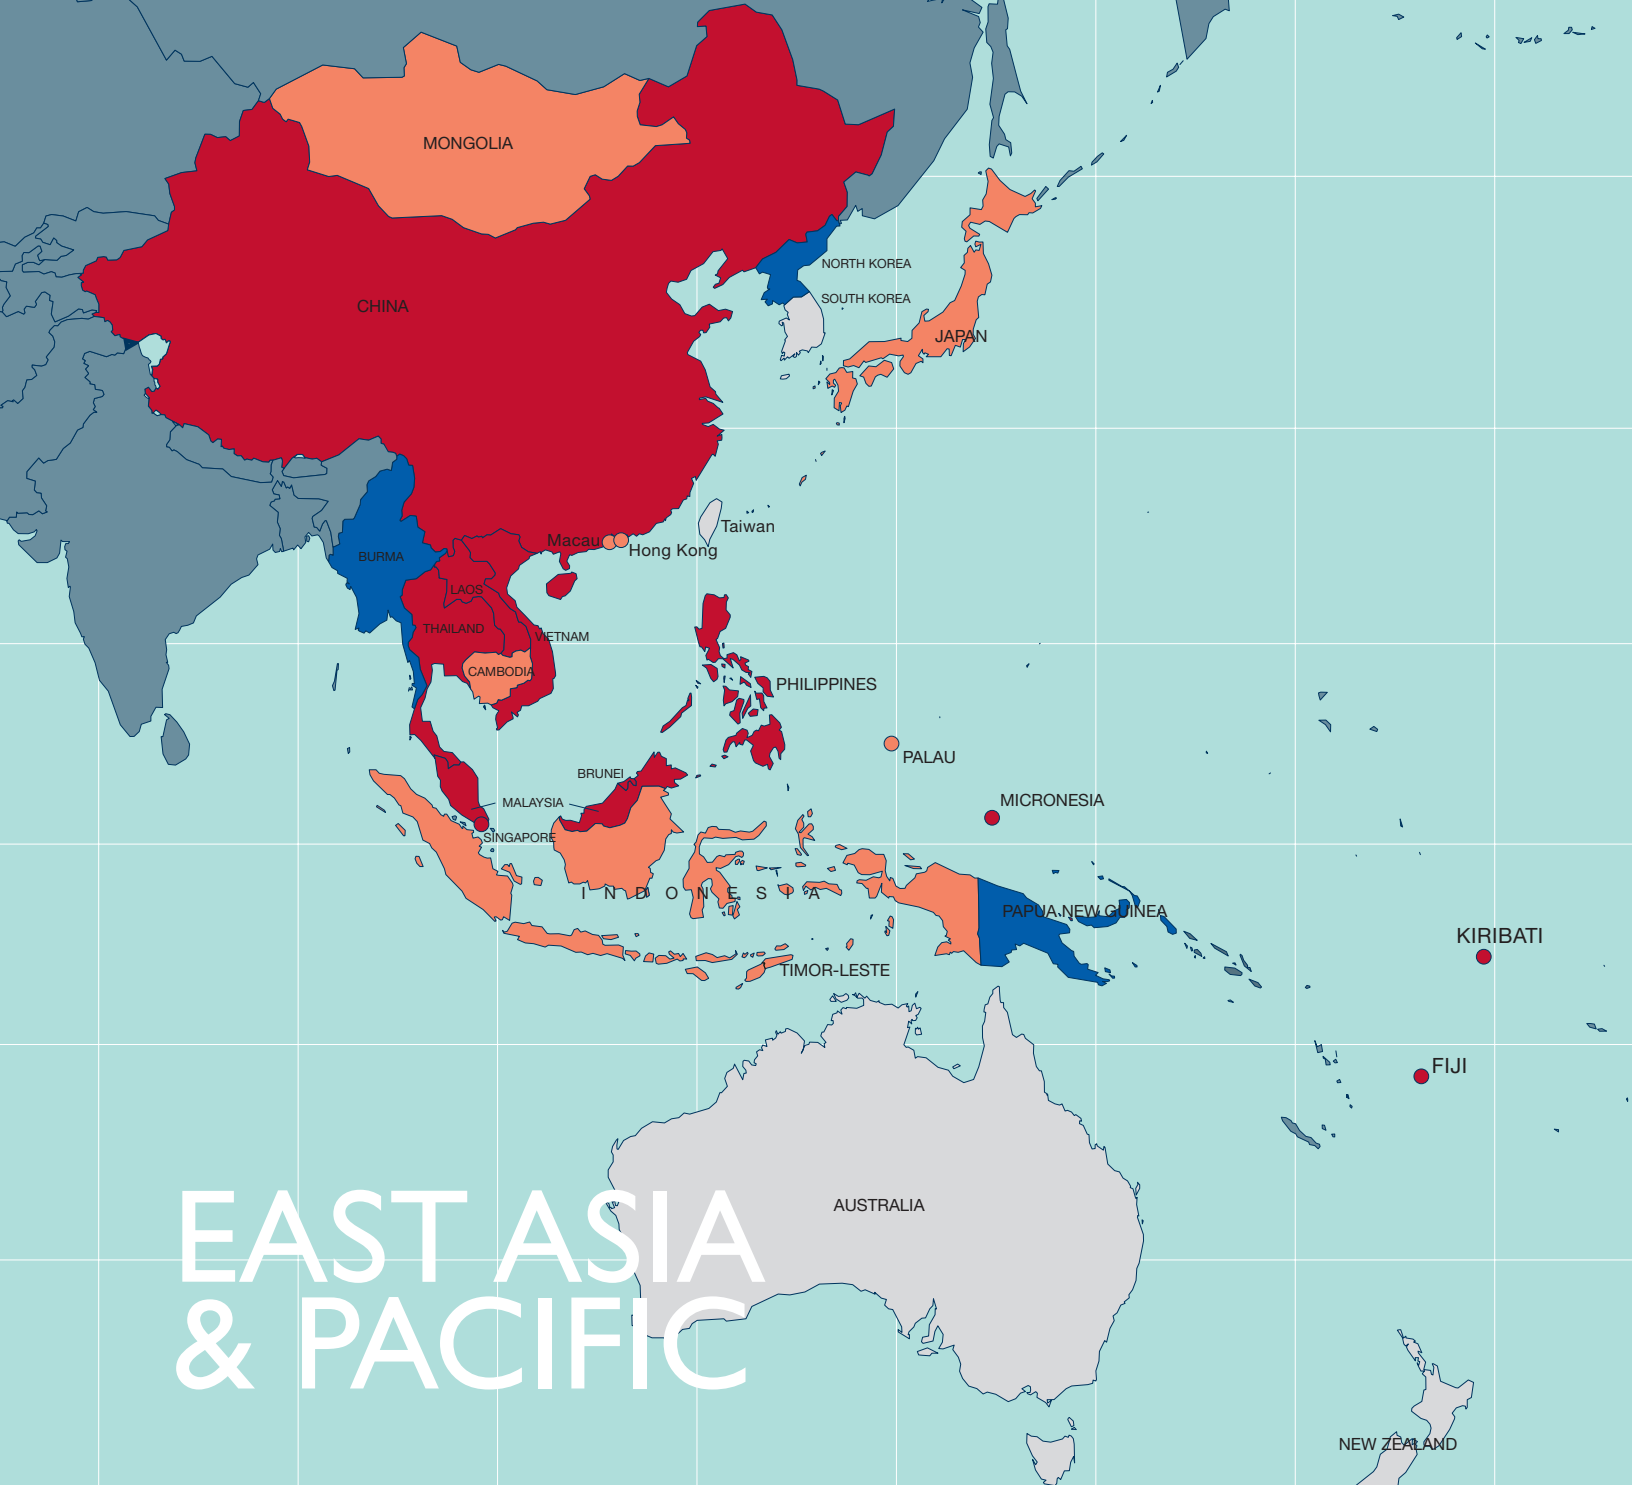 MONGOLIA
NORTH KOREA
SOUTH KOREA
CHINA
JAPAN
Taiwan
Macau
Hong Kong
BURMA
LAOS
THAILAND
VIETNAM
CAMBODIA
PHILIPPINES
PALAU
BRUNEI
MICRONESIA
MALAYSIA
SINGAPORE
INDONESIA
PAPUA NEW GUINEA
KIRIBATI
TIMOR-LESTE
FIJI
AUSTRALIA
EAST ASIA
& PACIFIC
NEW ZEALAND